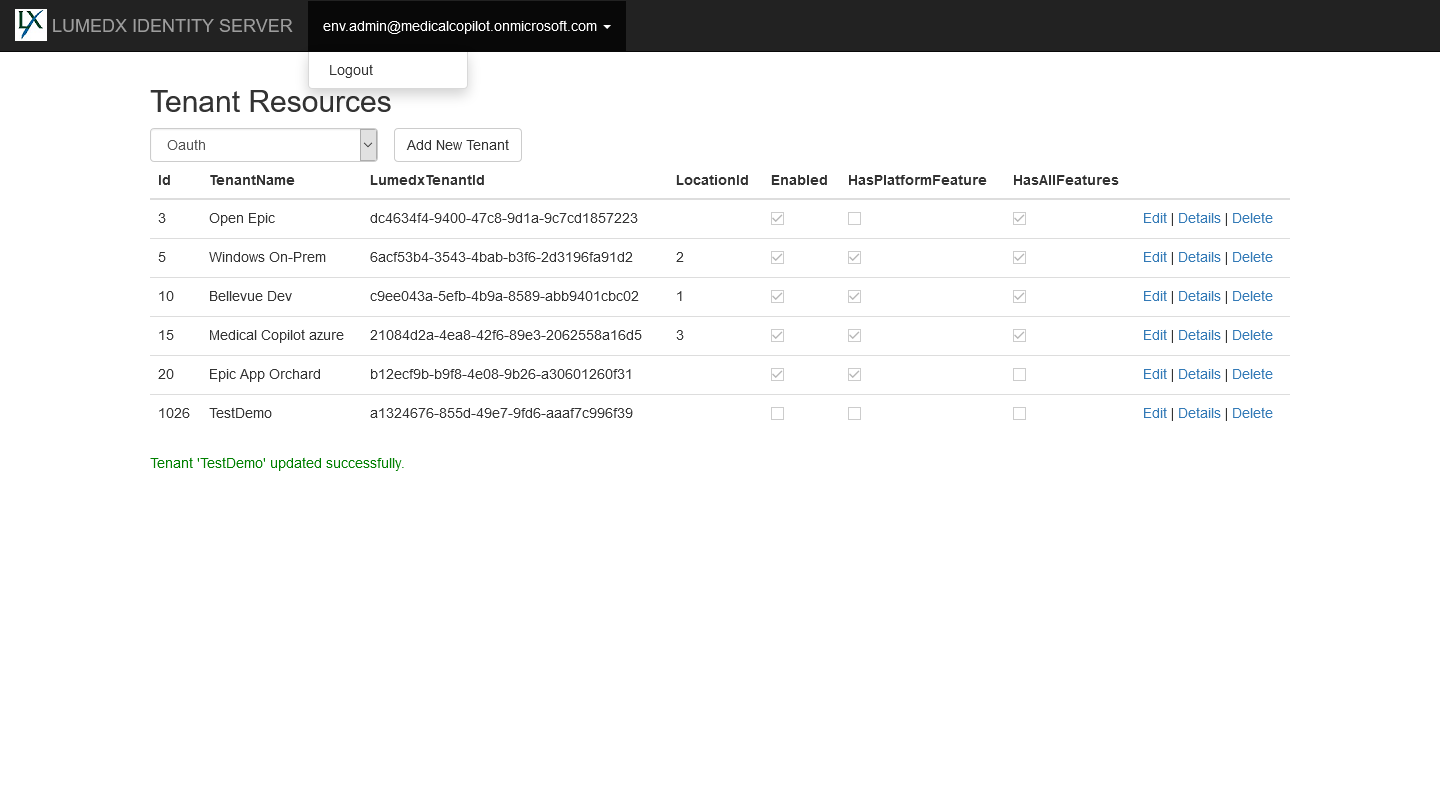 LX LUMEDX IDENTITY SERVER env.admin@medicalcopilot.onmicrosoft.com
Logout
Tenant Resources
Oauth Add New Tenant
Id TenantName LumedxTenantId LocationId Enabled HasPlatformFeature HasAllFeatures
3 Open Epic dc4634f4-9400-47c8-9d1a-9c7cd1857223 Edit | Details | Delete
5 Windows On-Prem 6acf53b4-3543-4bab-b3f6-2d3196fa91d2 2 Edit | Details | Delete
10 Bellevue Dev c9ee043a-5efb-4b9a-8589-abb9401cbc02 1 Edit | Details | Delete
15 Medical Copilot azure 21084d2a-4ea8-42f6-89e3-2062558a16d5 3 Edit | Details | Delete
20 Epic App Orchard b12ecf9b-b9f8-4e08-9b26-a30601260f31 Edit | Details | Delete
1026 TestDemo a1324676-855d-49e7-9fd6-aaaf7c996f39 Edit | Details | Delete
Tenant 'TestDemo' updated successfully.